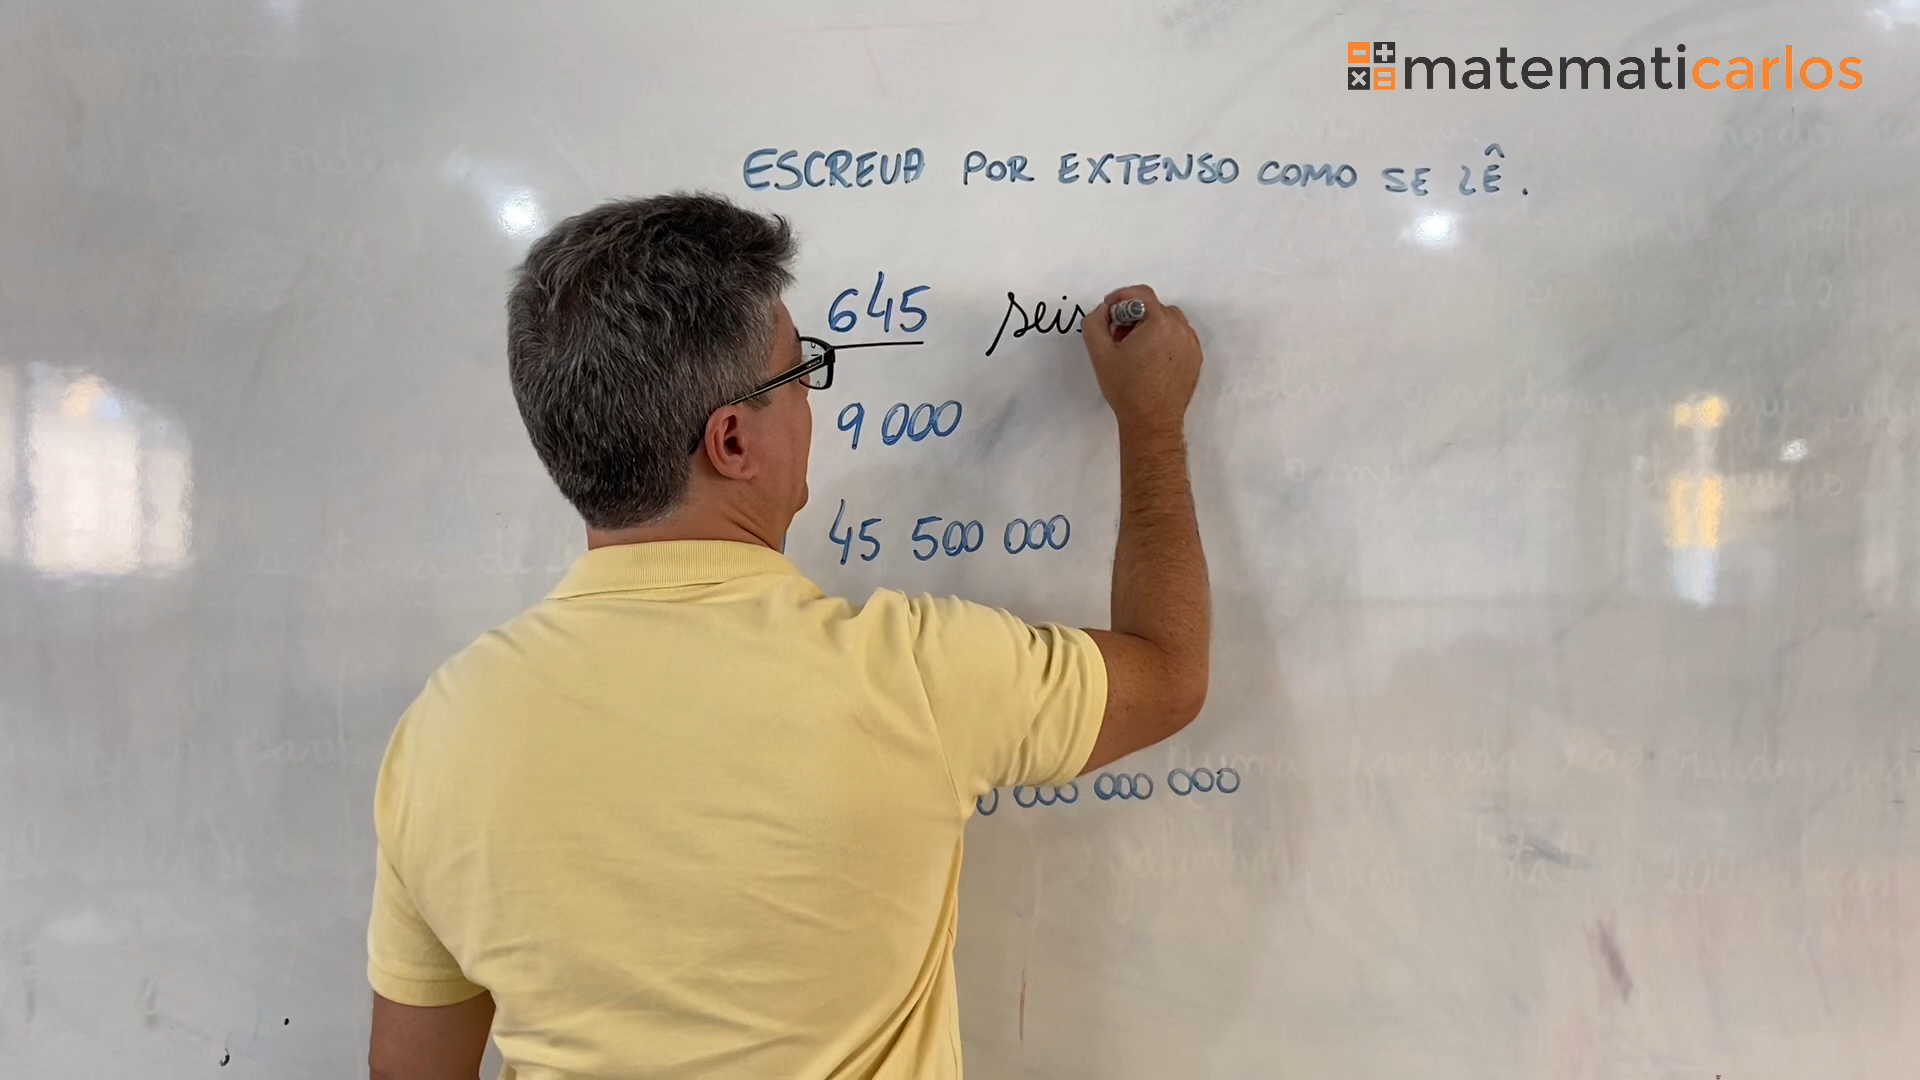 matematicarlos
ESCREVA POR EXTENSO COMO SE LÊ.
645 seis
9 000
45 500 000
000 000 000